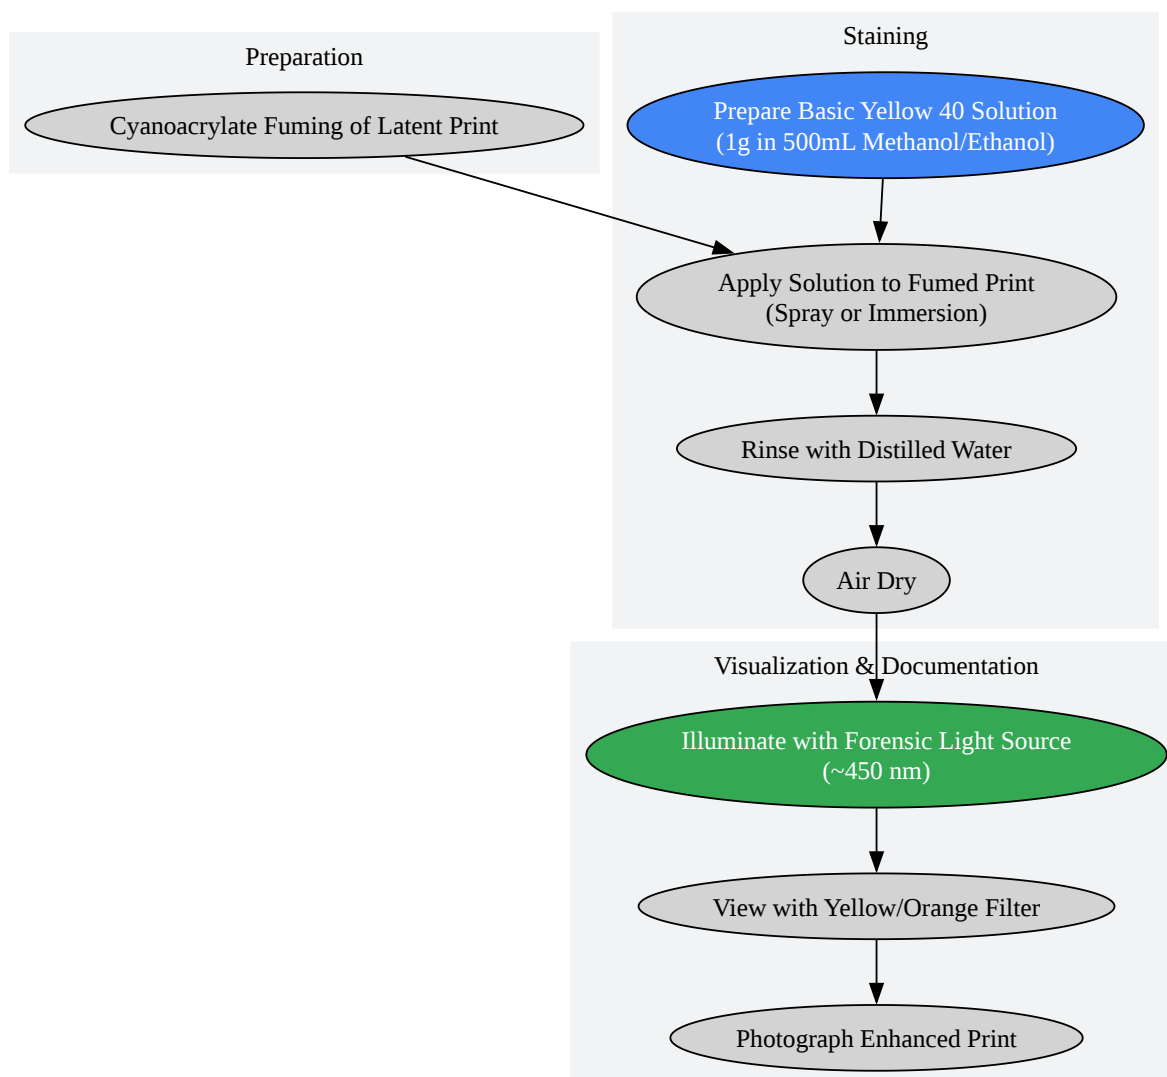 Preparation
Cyanoacrylate Fuming of Latent Print
Staining
Prepare Basic Yellow 40 Solution
(1g in 500mL Methanol/Ethanol)
Apply Solution to Fumed Print
(Spray or Immersion)
Rinse with Distilled Water
Air Dry
Visualization & Documentation
Illuminate with Forensic Light Source
(~450 nm)
View with Yellow/Orange Filter
Photograph Enhanced Print